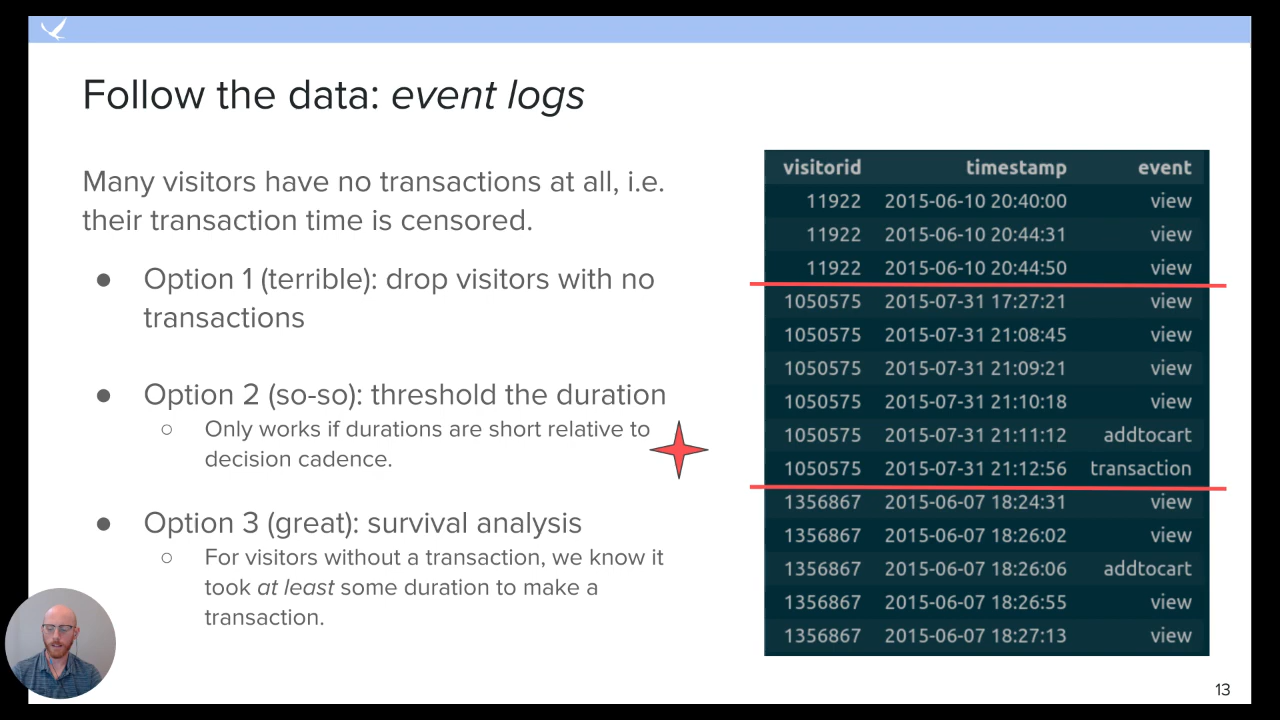 Follow the data: event logs
Many visitors have no transactions at all, i.e.
their transaction time is censored.
● Option 1 (terrible): drop visitors with no
transactions
● Option 2 (so-so): threshold the duration
○ Only works if durations are short relative to
decision cadence.
● Option 3 (great): survival analysis
○ For visitors without a transaction, we know it
took at least some duration to make a
transaction.
visitorid timestamp event
11922 2015-06-10 20:40:00 view
11922 2015-06-10 20:44:31 view
11922 2015-06-10 20:44:50 view
1050575 2015-07-31 17:27:21 view
1050575 2015-07-31 21:08:45 view
1050575 2015-07-31 21:09:21 view
1050575 2015-07-31 21:10:18 view
1050575 2015-07-31 21:11:12 addtocart
1050575 2015-07-31 21:12:56 transaction
1356867 2015-06-07 18:24:31 view
1356867 2015-06-07 18:26:02 view
1356867 2015-06-07 18:26:06 addtocart
1356867 2015-06-07 18:26:55 view
1356867 2015-06-07 18:27:13 view
13